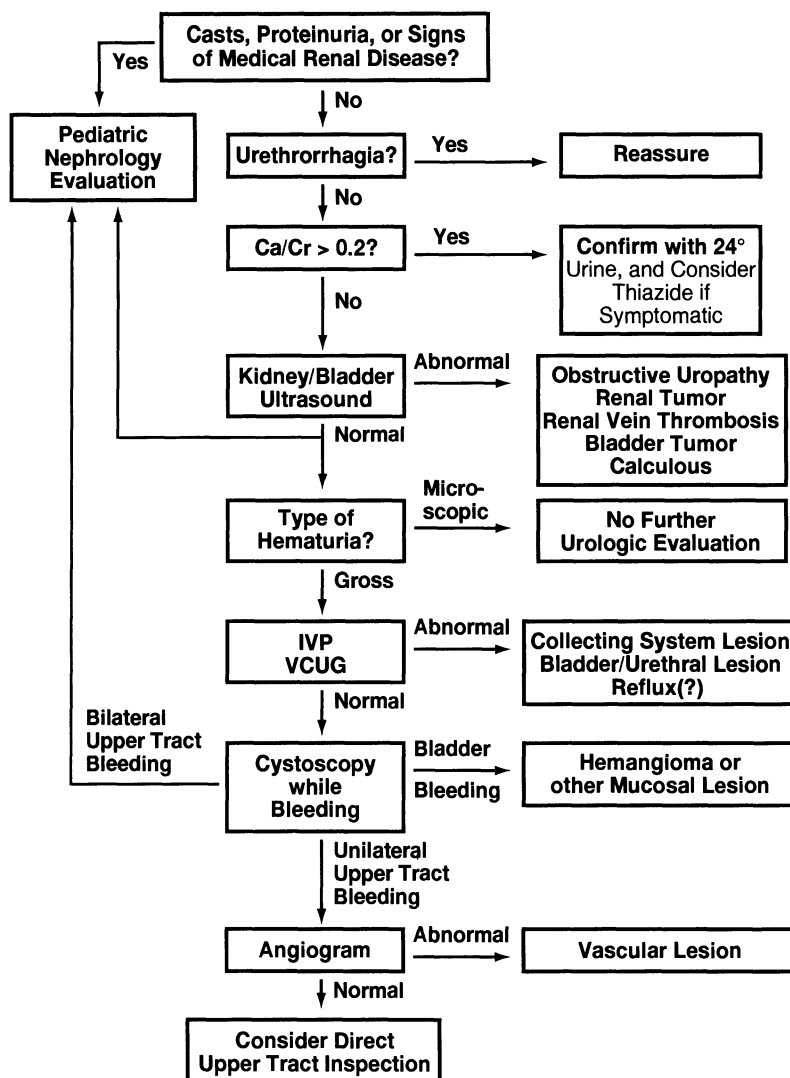 Casts, Proteinuria, or Signs
of Medical Renal Disease?
Yes
No
Pediatric
Nephrology
Evaluation
Urethrorrhagia?
Yes
Reassure
No
Ca/Cr > 0.2?
Yes
Confirm with 24°
Urine, and Consider
Thiazide if
Symptomatic
No
Kidney/Bladder
Ultrasound
Abnormal
Obstructive Uropathy
Renal Tumor
Renal Vein Thrombosis
Bladder Tumor
Calculous
Normal
Type of
Hematuria?
Micro-
scopic
No Further
Urologic Evaluation
Gross
IVP
VCUG
Abnormal
Collecting System Lesion
Bladder/Urethral Lesion
Reflux(?)
Normal
Bilateral
Upper Tract
Bleeding
Cystoscopy
while
Bleeding
Bladder
Bleeding
Hemangioma or
other Mucosal Lesion
Unilateral
Upper Tract
Bleeding
Angiogram
Abnormal
Vascular Lesion
Normal
Consider Direct
Upper Tract Inspection